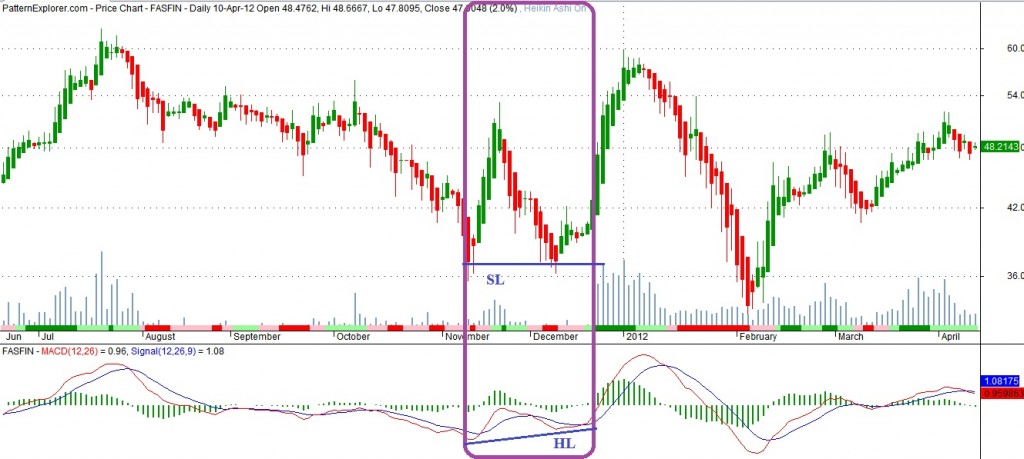 PatternExplorer.com - Price Chart - FASFIN - Daily 10-Apr-12 Open 48.4762, Hi 48.6667, Lo 47.8095, Close 47. 0048 (2.0%) , Heikin Ashi On
60.0
54.0
48.2143
42.0
36.0
SL
Jun Jul August September October November December 2012 February March April
FASFIN - MACD(12,26) = 0.96, Signal(12,26,9) = 1.08
1.08175
0.959863
HL